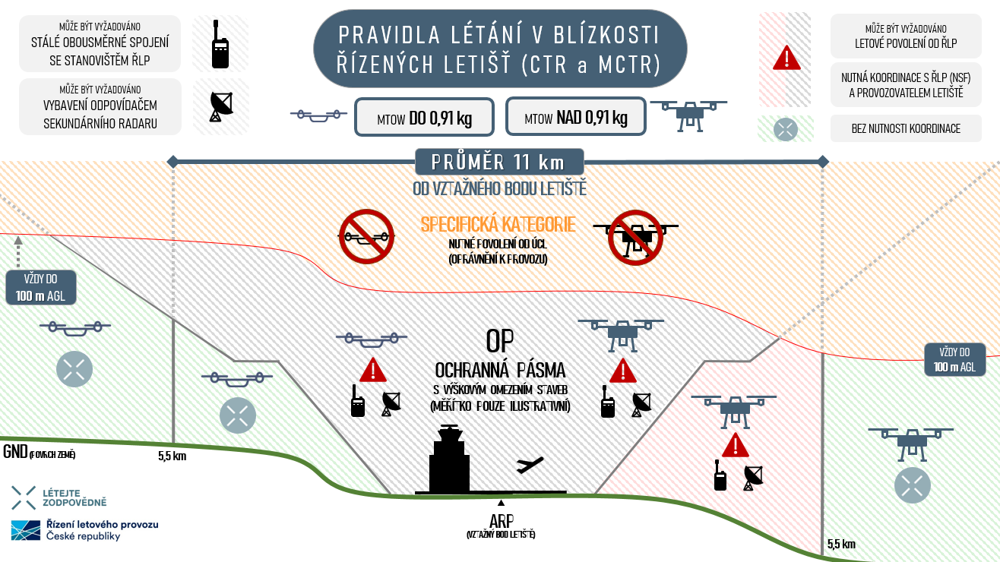 MŮŽE BÝT VYŽADOVÁNO
STÁLÉ OBOUSMĚRNÉ SPOJENÍ
SE STANOVIŠTĚM ŘLP
MŮŽE BÝT VYŽADOVÁNO
VYBAVENÍ ODPOVÍDAČEM
SEKUNDÁRNÍHO RADARU
PRAVIDLA LÉTÁNÍ V BLÍZKOSTI
ŘÍZENÝCH LETIŠŤ (CTR a MCTR)
MTOW DO 0,91 kg
MTOW NAD 0,91 kg
MŮŽE BÝT VYŽADOVÁNO
LETOVÉ POVOLENÍ OD ŘLP
NUTNÁ KOORDINACE S ŘLP (NSF)
A PROVOZOVATELEM LETIŠTĚ
BEZ NUTNOSTI KOORDINACE
PRŮMĚR 11 km
OD VZTAŽNÉHO BODU LETIŠTĚ
SPECIFICKÁ KATEGORIE
NUTNÉ POVOLENÍ OD ÚCL
(OPRÁVNĚNÍ K PROVOZU)
VŽDY DO
100 m AGL
OP
OCHRANNÁ PÁSMA
S VÝŠKOVÝM OMEZENÍM STAVEB
(MĚŘÍTKO POUZE ILUSTRATIVNÍ)
VŽDY DO
100 m AGL
GND (POVRCH ZEMĚ)
5,5 km
LÉTEJTE
ZODPOVĚDNĚ
Řízení letového provozu
České republiky
ARP
(VZTAŽNÝ BOD LETIŠTĚ)
5,5 km